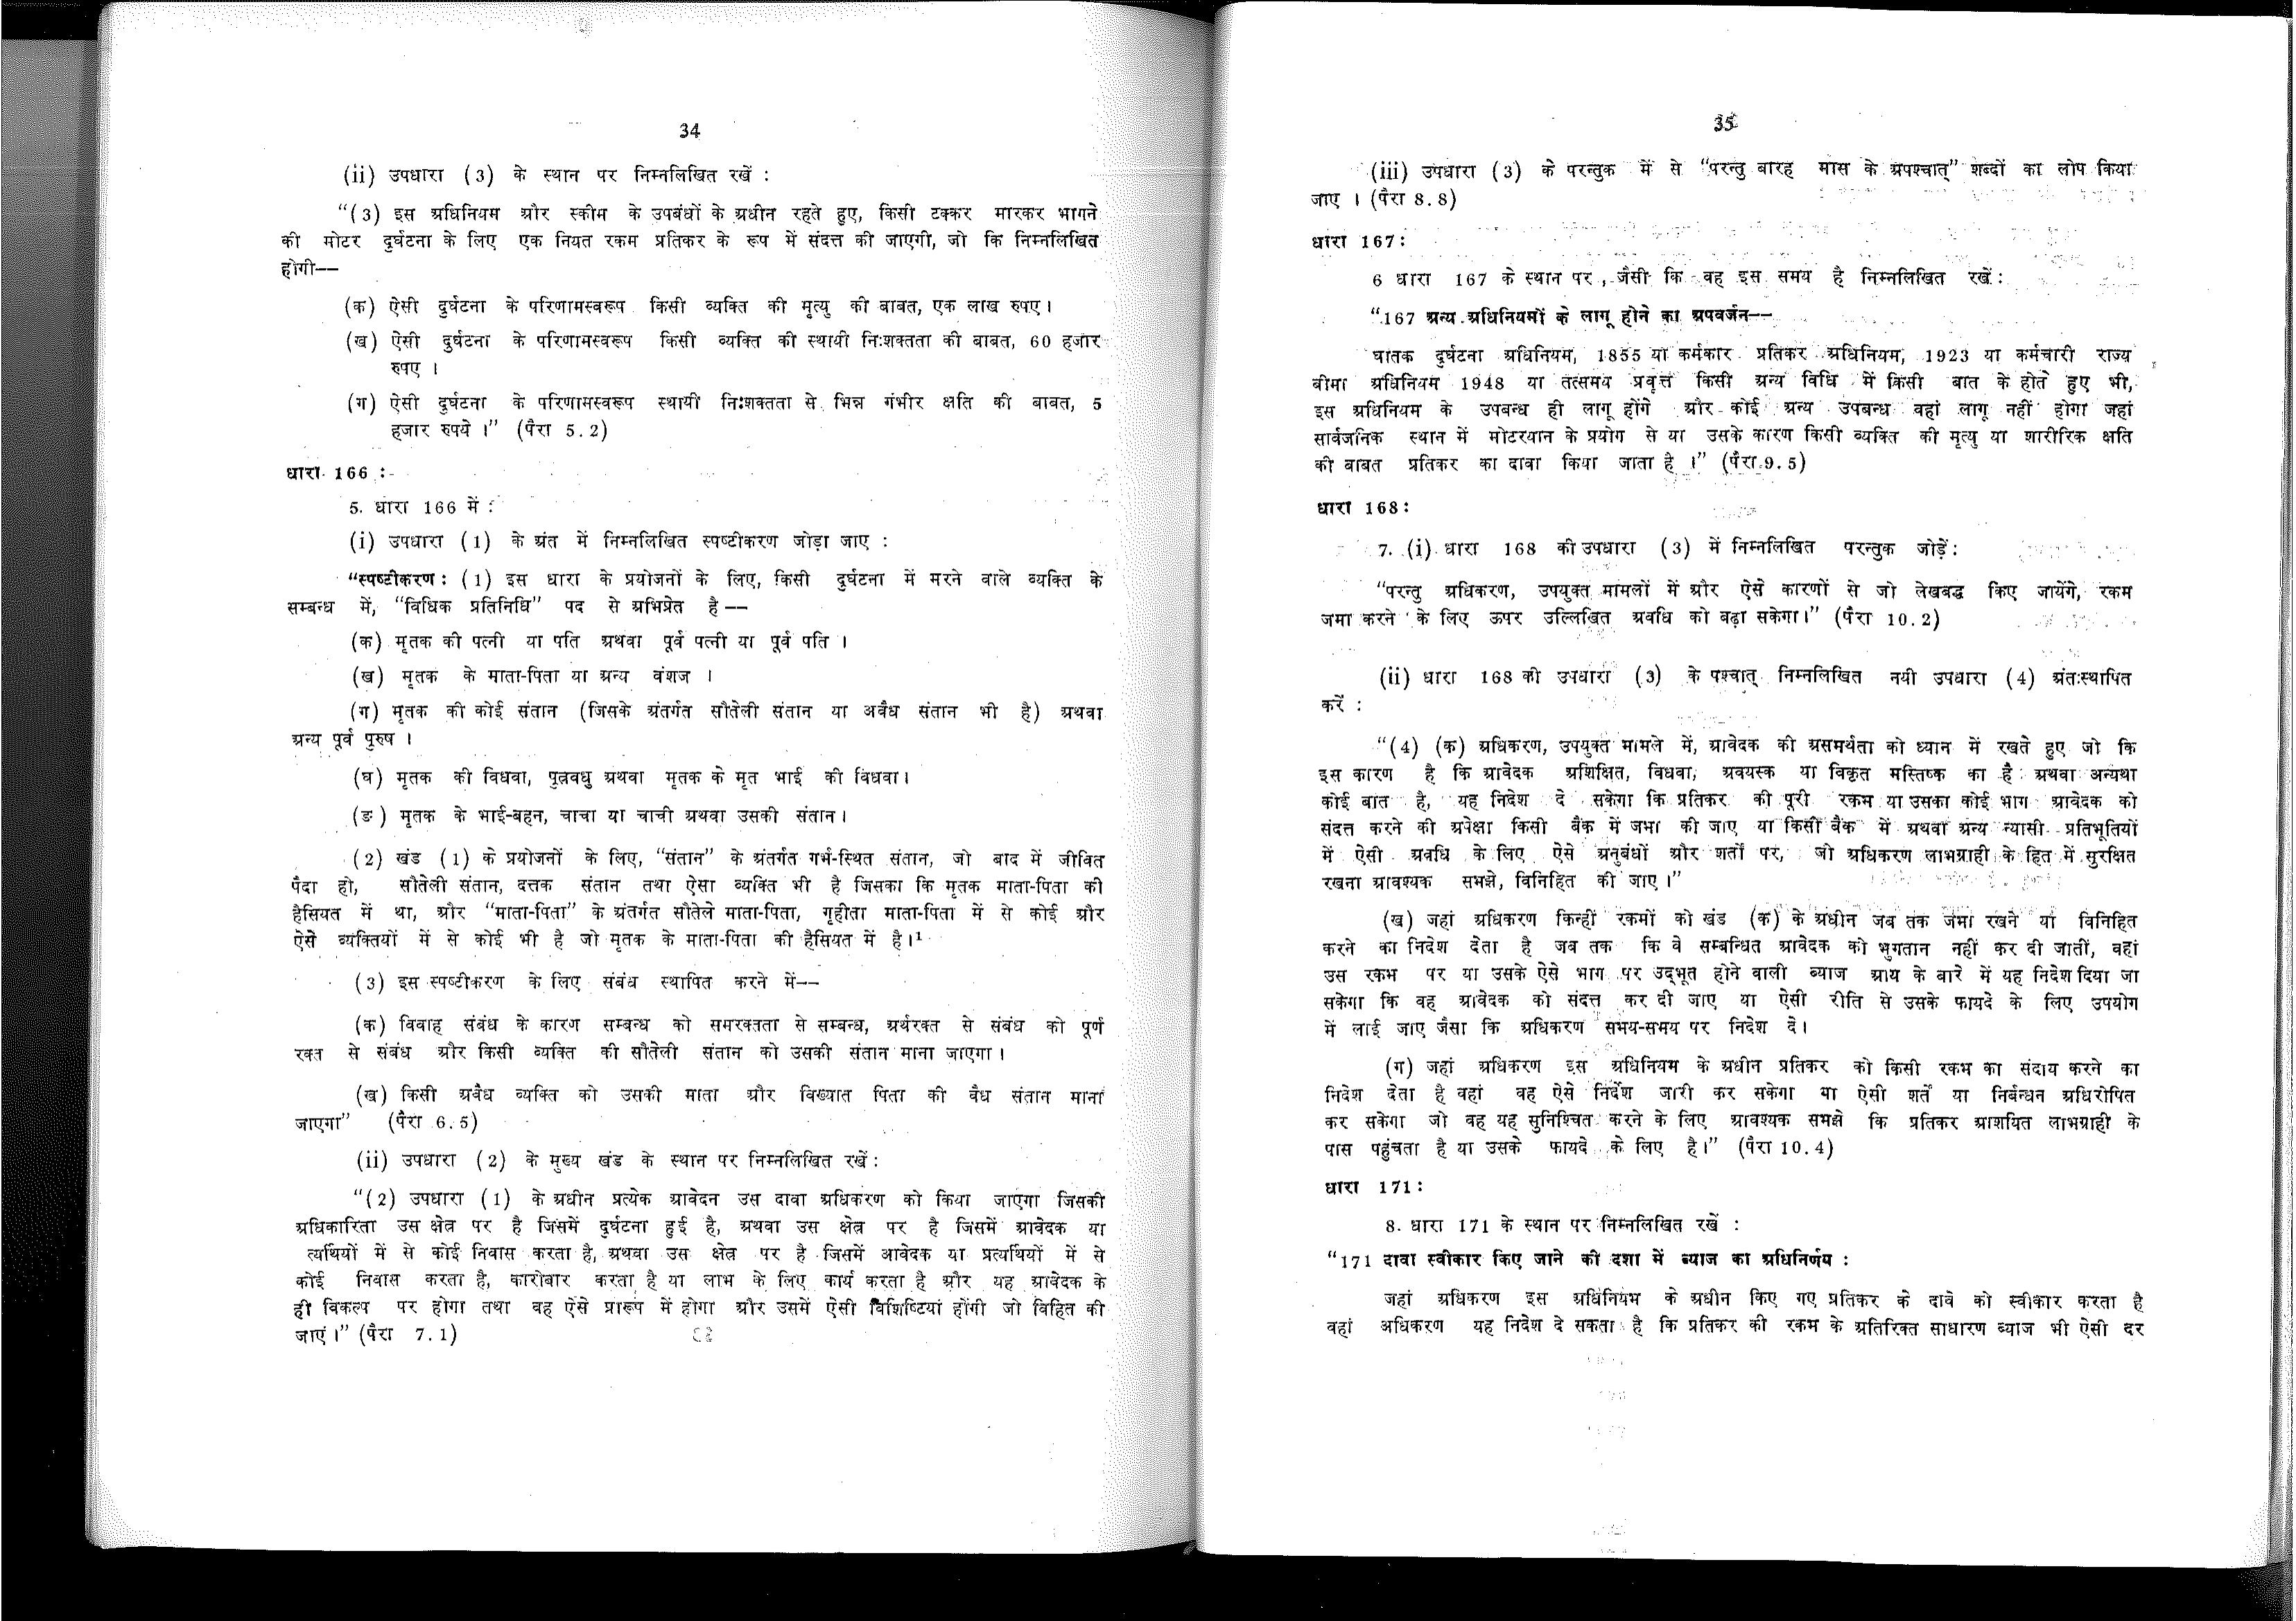 34
(ii) उपधारा (3) के स्थान पर निम्नलिखित रखें :
“(3) इस अधिनियम और स्कीम के उपबंधों के अधीन रहते हुए, किसी टक्कर मारकर भागने
की मोटर दुर्घटना के लिए एक नियत रकम प्रतिकर के रूप में संदत्त की जाएगी, जो कि निम्नलिखित
होगी—
(क) ऐसी दुर्घटना के परिणामस्वरूप किसी व्यक्ति की मृत्यु की बाबत, एक लाख रुपए।
(ख) ऐसी दुर्घटना के परिणामस्वरूप किसी व्यक्ति की स्थायी निःशक्तता की बाबत, 60 हजार
रुपए ।
(ग) ऐसी दुर्घटना के परिणामस्वरूप स्थायी निःशक्तता से भिन्न गंभीर क्षति की बाबत, 5
हजार रुपये ।” (पैरा 5.2)
धारा 166 :
5. धारा 166 में :
(i) उपधारा (1) के अंत में निम्नलिखित स्पष्टीकरण जोड़ा जाए :
“स्पष्टीकरण : (1) इस धारा के प्रयोजनों के लिए, किसी दुर्घटना में मरने वाले व्यक्ति के
सम्बन्ध में, “विधिक प्रतिनिधि” पद से अभिप्रेत है—
(क) मृतक की पत्नी या पति अथवा पूर्व पत्नी या पूर्व पति ।
(ख) मृतक के माता-पिता या अन्य वंशज ।
(ग) मृतक की कोई संतान (जिसके अंतर्गत सौतेली संतान या अवैध संतान भी है) अथवा
अन्य पूर्व पुरुष ।
(घ) मृतक की विधवा, पुत्रवधु अथवा मृतक के मृत भाई की विधवा।
(ङ) मृतक के भाई-बहन, चाचा या चाची अथवा उसकी संतान।
(2) खंड (1) के प्रयोजनों के लिए, “संतान” के अंतर्गत गर्भ-स्थित संतान, जो बाद में जीवित
पैदा हो, सौतेली संतान, दत्तक संतान तथा ऐसा व्यक्ति भी है जिसका कि मृतक माता-पिता की
हैसियत में था, और “माता-पिता” के अंतर्गत सौतेले माता-पिता, गृहीता माता-पिता में से कोई और
ऐसे व्यक्तियों में से कोई भी है जो मृतक के माता-पिता की हैसियत में है।¹
(3) इस स्पष्टीकरण के लिए संबंध स्थापित करने में—
(क) विवाह संबंध के कारण सम्बन्ध को समरक्तता से सम्बन्ध, अर्धरक्त से संबंध को पूर्ण
रक्त से संबंध और किसी व्यक्ति की सौतेली संतान को उसकी संतान माना जाएगा।
(ख) किसी अवैध व्यक्ति को उसकी माता और विख्यात पिता की वैध संतान माना
जाएगा” (पैरा 6.5)
(ii) उपधारा (2) के मुख्य खंड के स्थान पर निम्नलिखित रखें :
“(2) उपधारा (1) के अधीन प्रत्येक आवेदन उस दावा अधिकरण को किया जाएगा जिसकी
अधिकारिता उस क्षेत्र पर है जिसमें दुर्घटना हुई है, अथवा उस क्षेत्र पर है जिसमें आवेदक या
त्यर्थियों में से कोई निवास करता है, अथवा उस क्षेत्र पर है जिसमें आवेदक या प्रत्यर्थियों में से
कोई निवास करता है, कारोबार करता है या लाभ के लिए कार्य करता है और यह आवेदक के
ही विकल्प पर होगा तथा वह ऐसे प्रारूप में होगा और उसमें ऐसी विशिष्टियां होंगी जो विहित की
जाएं।” (पैरा 7.1)
35
(iii) उपधारा (3) के परन्तुक में से “परन्तु बारह मास के अपश्चात्” शब्दों का लोप किया
जाए । (पैरा 8.8)
धारा 167 :
6 धारा 167 के स्थान पर, जैसी कि वह इस समय है निम्नलिखित रखें :
“167 अन्य अधिनियमों के लागू होने का अपवर्जन—
घातक दुर्घटना अधिनियम, 1855 या कर्मकार प्रतिकर अधिनियम, 1923 या कर्मचारी राज्य
बीमा अधिनियम 1948 या तत्समय प्रवृत्त किसी अन्य विधि में किसी बात के होते हुए भी,
इस अधिनियम के उपबन्ध ही लागू होंगे और कोई अन्य उपबन्ध वहां लागू नहीं होगा जहां
सार्वजनिक स्थान में मोटरयान के प्रयोग से या उसके कारण किसी व्यक्ति की मृत्यु या शारीरिक क्षति
की बाबत प्रतिकर का दावा किया जाता है ।” (पैरा 9.5)
धारा 168 :
7. (i) धारा 168 की उपधारा (3) में निम्नलिखित परन्तुक जोड़ें :
“परन्तु अधिकरण, उपयुक्त मामलों में और ऐसे कारणों से जो लेखबद्ध किए जायेंगे, रकम
जमा करने के लिए ऊपर उल्लिखित अवधि को बढ़ा सकेगा।” (पैरा 10.2)
(ii) धारा 168 की उपधारा (3) के पश्चात् निम्नलिखित नयी उपधारा (4) अंतःस्थापित
करें :
“(4) (क) अधिकरण, उपयुक्त मामले में, आवेदक की असमर्थता को ध्यान में रखते हुए जो कि
इस कारण है कि आवेदक अशिक्षित, विधवा, अवयस्क या विकृत मस्तिष्क का है अथवा अन्यथा
कोई बात है, यह निदेश दे सकेगा कि प्रतिकर की पूरी रकम या उसका कोई भाग आवेदक को
संदत्त करने की अपेक्षा किसी बैंक में जमा की जाए या किसी बैंक में अथवा अन्य न्यासी प्रतिभूतियों
में ऐसी अवधि के लिए ऐसे अनुबंधों और शर्तों पर, जो अधिकरण लाभग्राही के हित में सुरक्षित
रखना आवश्यक समझे, विनिहित की जाए।”
(ख) जहां अधिकरण किन्हीं रकमों को खंड (क) के अधीन जब तक जमा रखने या विनिहित
करने का निदेश देता है जब तक कि वे सम्बन्धित आवेदक को भुगतान नहीं कर दी जातीं, वहां
उस रकम पर या उसके ऐसे भाग पर उद्भूत होने वाली ब्याज आय के बारे में यह निदेश दिया जा
सकेगा कि वह आवेदक को संदत्त कर दी जाए या ऐसी रीति से उसके फायदे के लिए उपयोग
में लाई जाए जैसा कि अधिकरण समय-समय पर निदेश दे।
(ग) जहां अधिकरण इस अधिनियम के अधीन प्रतिकर को किसी रकम का संदाय करने का
निदेश देता है वहां वह ऐसे निर्देश जारी कर सकेगा या ऐसी शर्तें या निर्बन्धन अधिरोपित
कर सकेगा जो वह यह सुनिश्चित करने के लिए आवश्यक समझे कि प्रतिकर आशयित लाभग्राही के
पास पहुंचता है या उसके फायदे के लिए है।” (पैरा 10.4)
धारा 171 :
8. धारा 171 के स्थान पर निम्नलिखित रखें :
“171 दावा स्वीकार किए जाने की दशा में ब्याज का अधिनिर्णय :
जहां अधिकरण इस अधिनियम के अधीन किए गए प्रतिकर के दावे को स्वीकार करता है
वहां अधिकरण यह निदेश दे सकता है कि प्रतिकर की रकम के अतिरिक्त साधारण ब्याज भी ऐसी दर